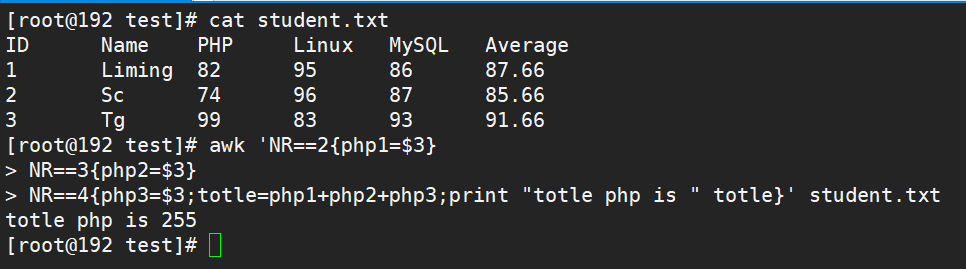 [root@192 test]# cat student.txt
ID Name PHP Linux MySQL Average
1 Liming 82 95 86 87.66
2 Sc 74 96 87 85.66
3 Tg 99 83 93 91.66
[root@192 test]# awk 'NR==2{php1=$3}
> NR==3{php2=$3}
> NR==4{php3=$3;totle=php1+php2+php3;print "totle php is " totle}' student.txt
totle php is 255
[root@192 test]#